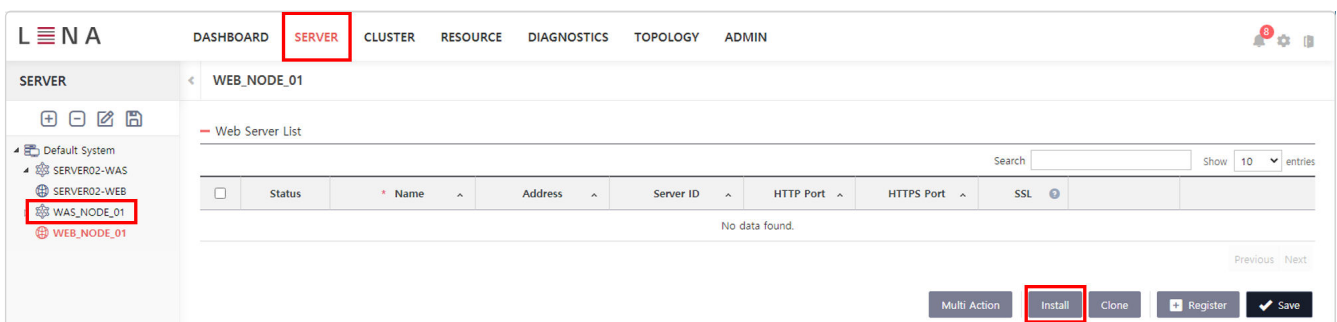 LENA
DASHBOARD SERVER CLUSTER RESOURCE DIAGNOSTICS TOPOLOGY ADMIN 8
SERVER
WEB_NODE_01
Web Server List
Default System
SERVER02-WAS
SERVER02-WEB
WAS_NODE_01
WEB_NODE_01
Search Show 10 entries
Status * Name Address Server ID HTTP Port HTTPS Port SSL ?
No data found.
Previous Next
Multi Action Install Clone Register Save